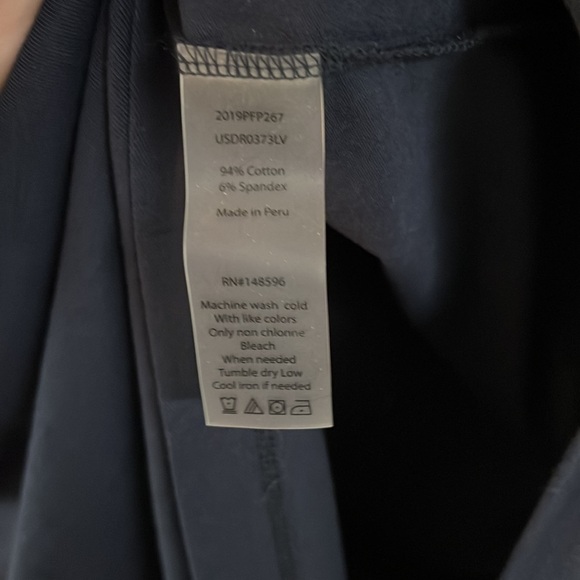 2019PFP267
USDR0373LV
94% Cotton
6% Spandex
Made in Peru
RN#148596
Machine wash cold
With like colors
Only non chlorine
Bleach
When needed
Tumble dry Low
Cool iron if needed